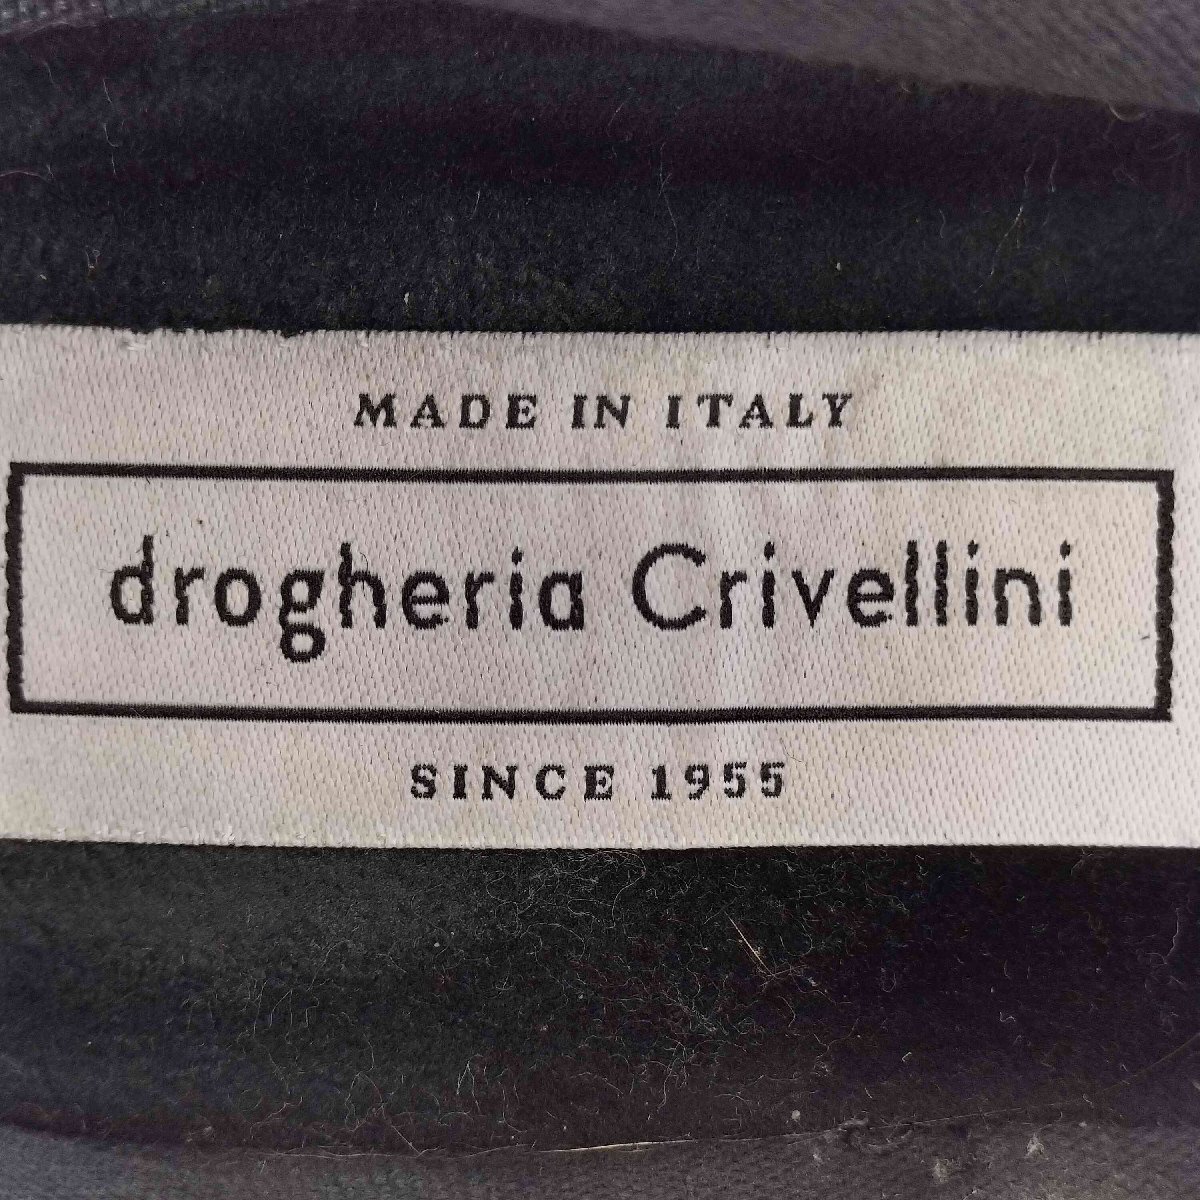 MADE IN ITALY
drogheria Crivellini
SINCE 1955